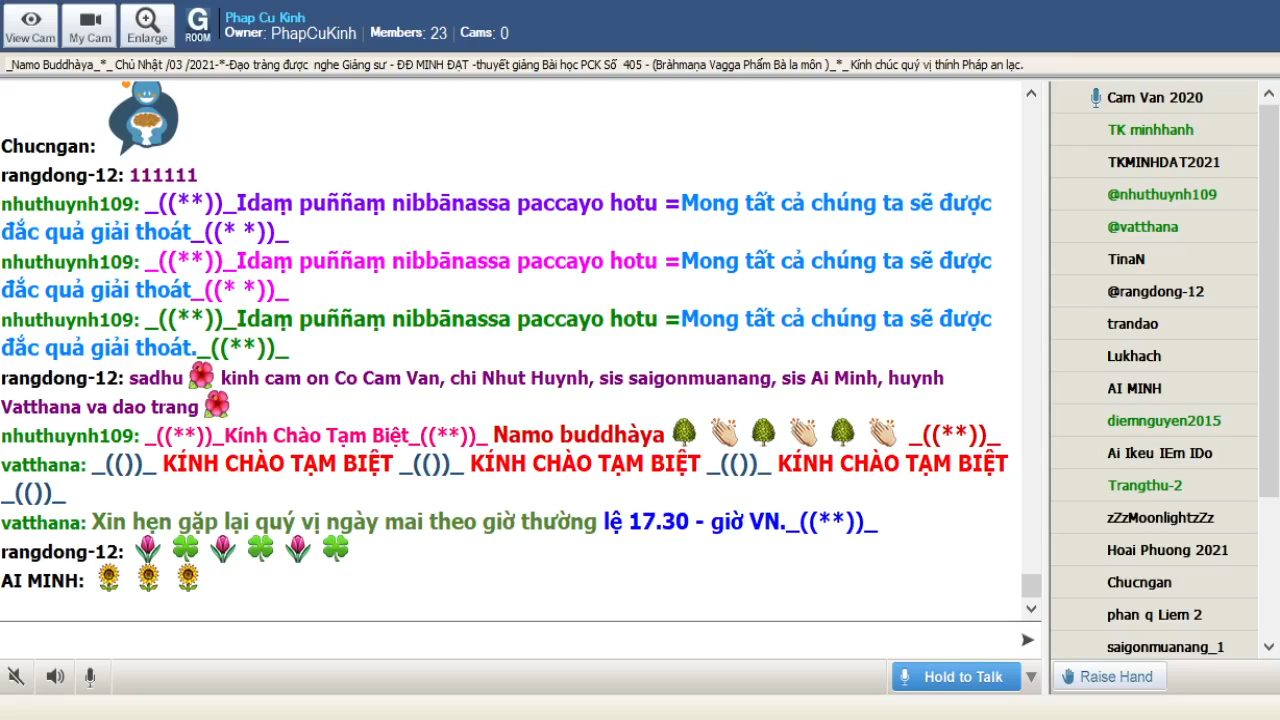 View Cam
My Cam
Enlarge
G
ROOM
Phap Cu Kinh
Owner: PhapCuKinh | Members: 23 | Cams: 0
_Namo Buddhàya_*_ Chủ Nhật /03 /2021-*-Đạo tràng được nghe Giảng sư - ĐĐ MINH ĐẠT -thuyết giảng Bài học PCK Số 405 - (Bràhmaṇa Vagga Phẩm Bà la môn )_*_ Kính chúc quý vị thính Pháp an lạc.
Chucngan:
rangdong-12: 111111
nhuthuynh109: _((**))_Idaṃ puññaṃ nibbānassa paccayo hotu =Mong tất cả chúng ta sẽ được
đắc quả giải thoát_((* *))_
nhuthuynh109: _((**))_Idaṃ puññaṃ nibbānassa paccayo hotu =Mong tất cả chúng ta sẽ được
đắc quả giải thoát_((* *))_
nhuthuynh109: _((**))_Idaṃ puññaṃ nibbānassa paccayo hotu =Mong tất cả chúng ta sẽ được
đắc quả giải thoát._((**))_
rangdong-12: sadhu kinh cam on Co Cam Van, chi Nhut Huynh, sis saigonmuanang, sis Ai Minh, huynh
Vatthana va dao trang
nhuthuynh109: _((**))_Kính Chào Tạm Biệt_((**))_ Namo buddhàya _((**))_
vatthana: _(())_ KÍNH CHÀO TẠM BIỆT _(())_ KÍNH CHÀO TẠM BIỆT _(())_ KÍNH CHÀO TẠM BIỆT
_(())_
vatthana: Xin hẹn gặp lại quý vị ngày mai theo giờ thường lệ 17.30 - giờ VN._((**))_
rangdong-12:
AI MINH:
Cam Van 2020
TK minhhanh
TKMINHDAT2021
@nhuthuynh109
@vatthana
TinaN
@rangdong-12
trandao
Lukhach
AI MINH
diemnguyen2015
Ai Ikeu IEm IDo
Trangthu-2
zZzMoonlightzZz
Hoai Phuong 2021
Chucngan
phan q Liem 2
saigonmuanang_1
Hold to Talk
Raise Hand